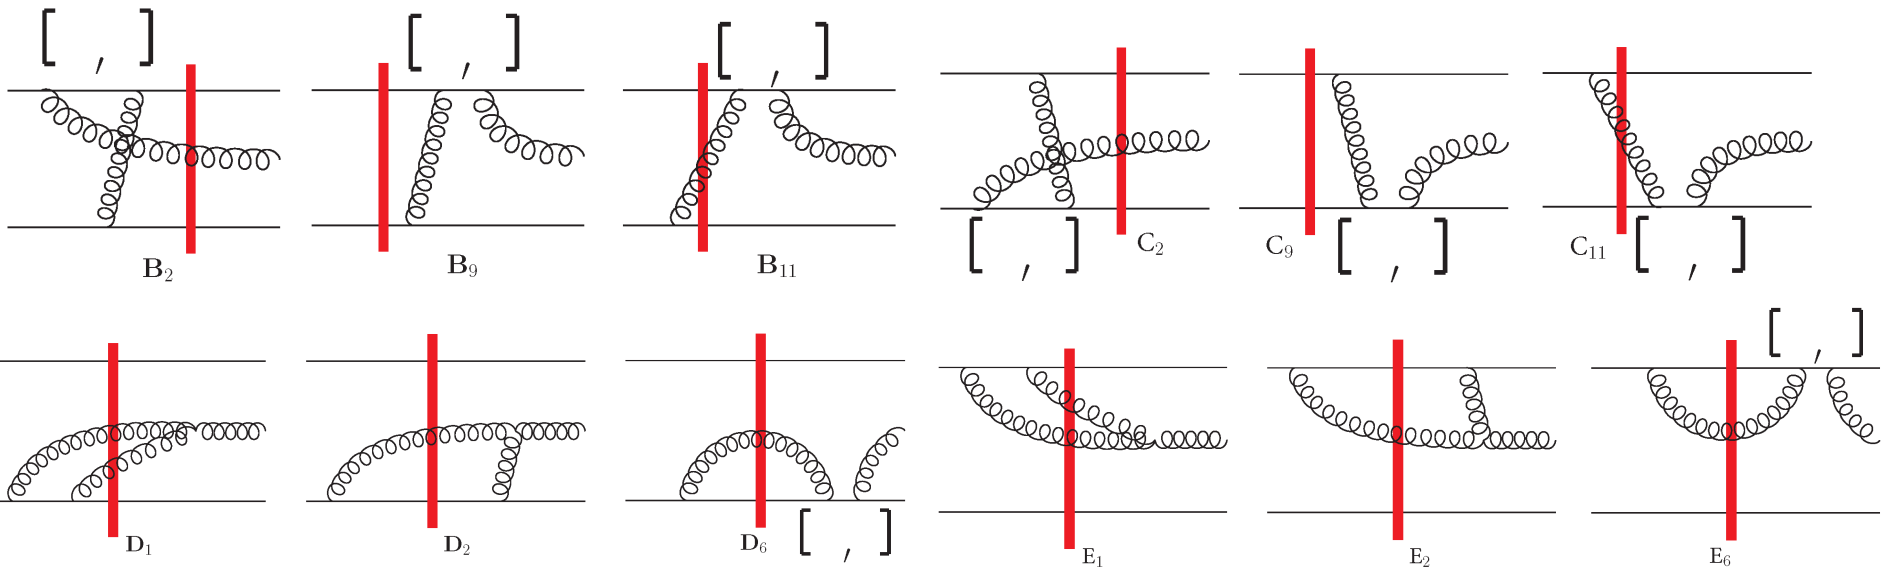 [ , ] [ , ] [ , ]
B₂ B₉ B₁₁
C₂ C₉ C₁₁
[ , ] [ , ] [ , ]
[ , ]
D₁ D₂ D₆ [ , ]
E₁ E₂ E₆